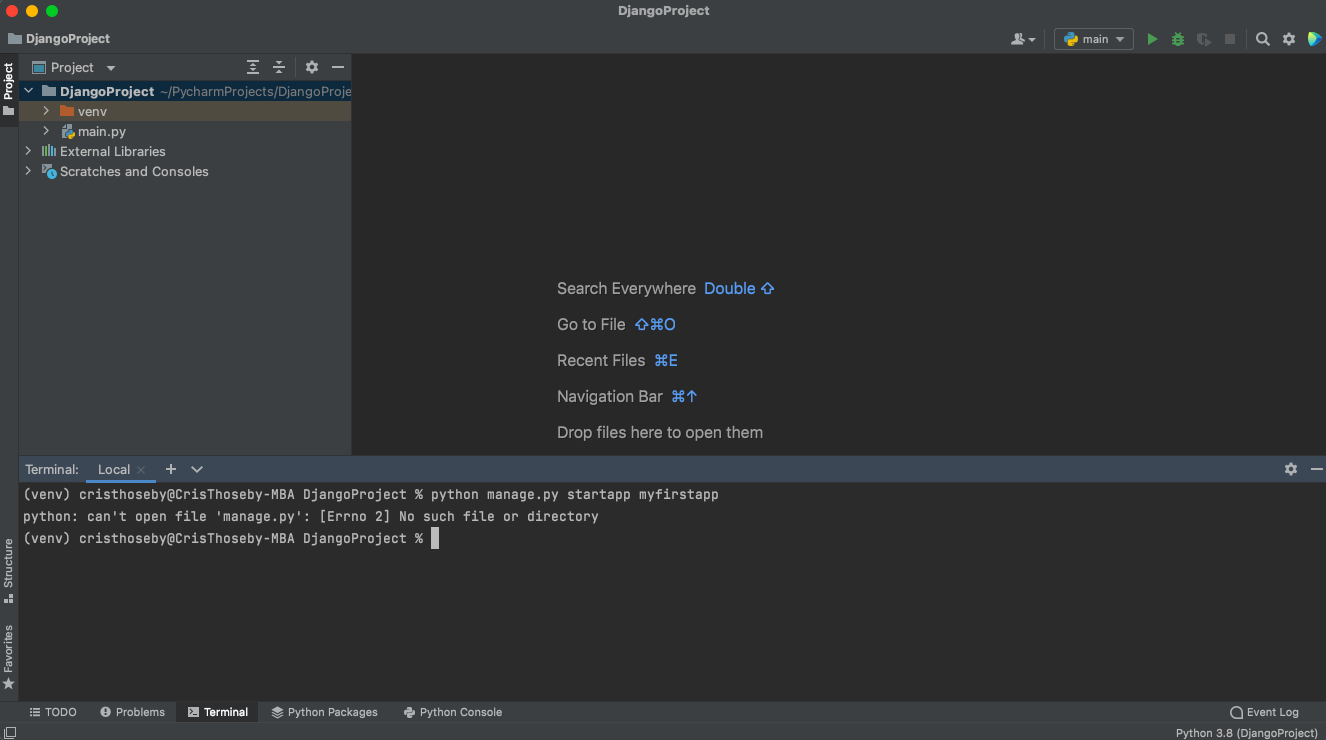 DjangoProject
DjangoProject
main
Project
Project
DjangoProject ~/PycharmProjects/DjangoProje
venv
main.py
External Libraries
Scratches and Consoles
Search Everywhere Double ⇧
Go to File ⇧⌘O
Recent Files ⌘E
Navigation Bar ⌘↑
Drop files here to open them
Terminal: Local
(venv) cristhoseby@CrisThoseby-MBA DjangoProject % python manage.py startapp myfirstapp
python: can't open file 'manage.py': [Errno 2] No such file or directory
(venv) cristhoseby@CrisThoseby-MBA DjangoProject %
Structure
Favorites
TODO Problems Terminal Python Packages Python Console Event Log
Python 3.8 (DjangoProject)